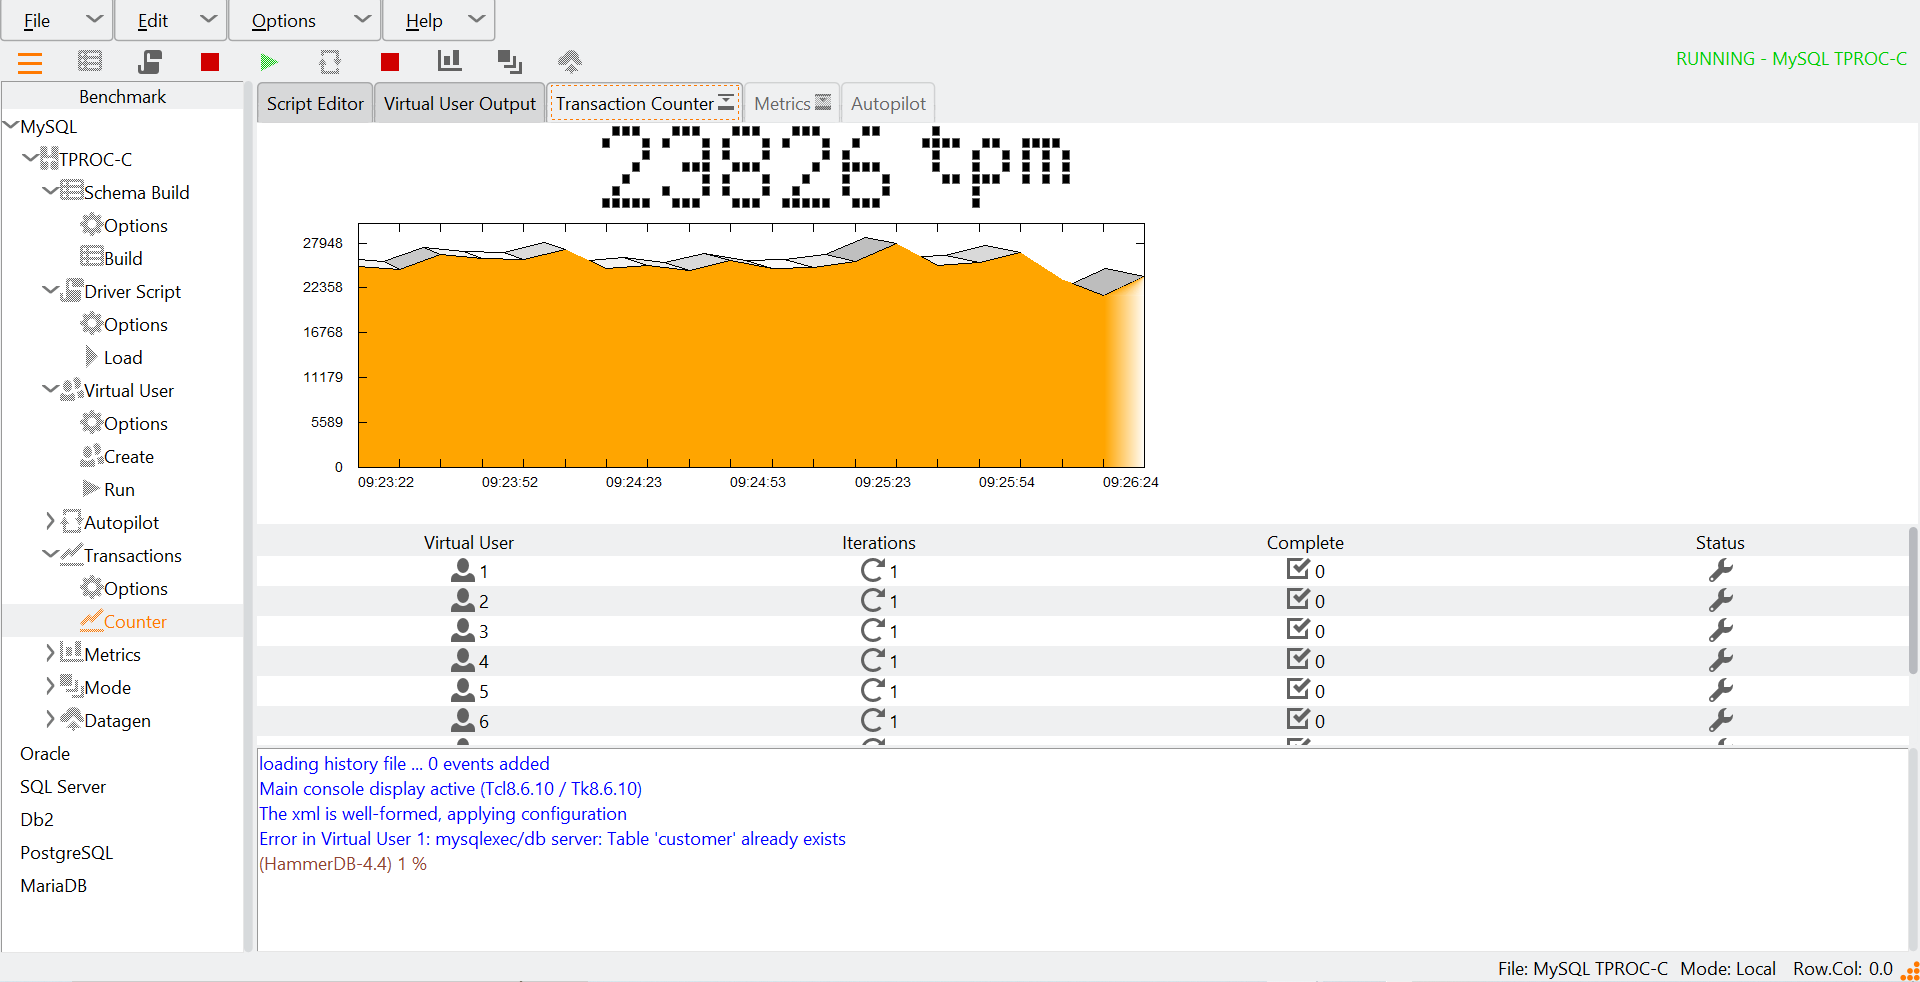 File Edit Options Help
RUNNING - MySQL TPROC-C
Benchmark
MySQL
TPROC-C
Schema Build
Options
Build
Driver Script
Options
Load
Virtual User
Options
Create
Run
Autopilot
Transactions
Options
Counter
Metrics
Mode
Datagen
Oracle
SQL Server
Db2
PostgreSQL
MariaDB
Script Editor Virtual User Output Transaction Counter Metrics Autopilot
23826 tpm
27948
22358
16768
11179
5589
0
09:23:22 09:23:52 09:24:23 09:24:53 09:25:23 09:25:54 09:26:24
Virtual User Iterations Complete Status
1 1 0
2 1 0
3 1 0
4 1 0
5 1 0
6 1 0
loading history file ... 0 events added
Main console display active (Tcl8.6.10 / Tk8.6.10)
The xml is well-formed, applying configuration
Error in Virtual User 1: mysqlexec/db server: Table 'customer' already exists
(HammerDB-4.4) 1 %
File: MySQL TPROC-C Mode: Local Row.Col: 0.0